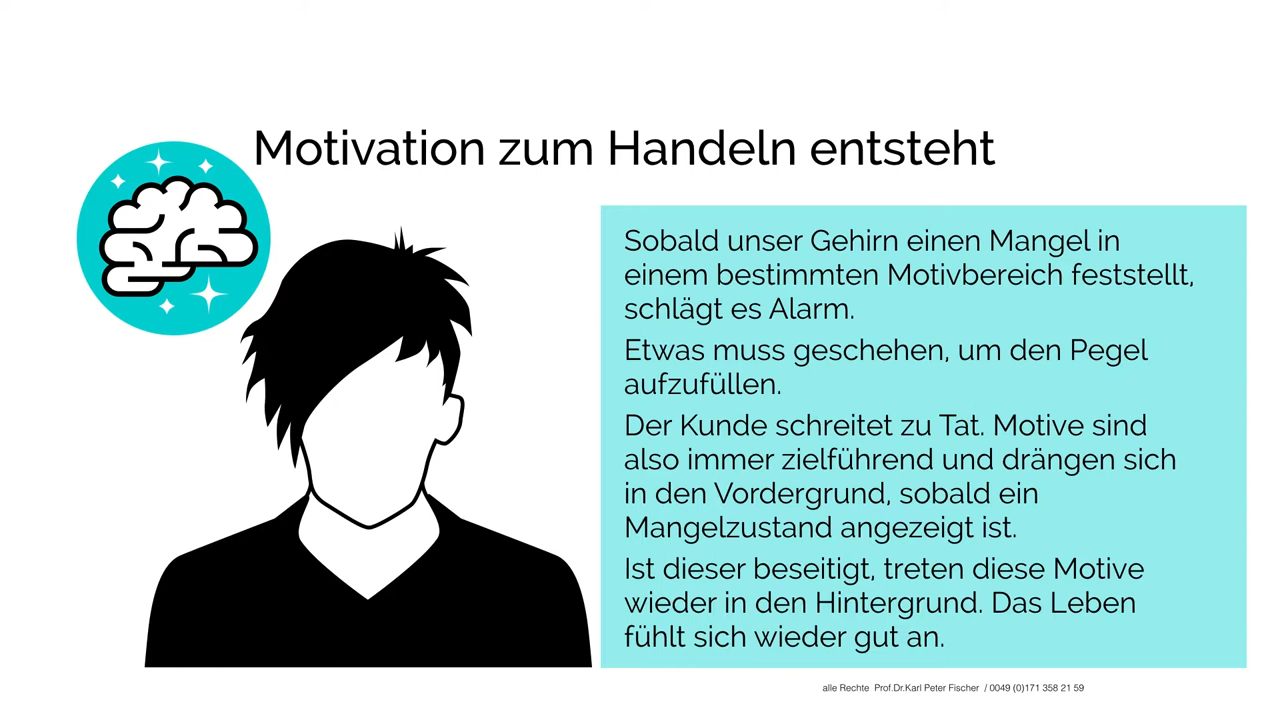 Motivation zum Handeln entsteht
Sobald unser Gehirn einen Mangel in
einem bestimmten Motivbereich feststellt,
schlägt es Alarm.
Etwas muss geschehen, um den Pegel
aufzufüllen.
Der Kunde schreitet zu Tat. Motive sind
also immer zielführend und drängen sich
in den Vordergrund, sobald ein
Mangelzustand angezeigt ist.
Ist dieser beseitigt, treten diese Motive
wieder in den Hintergrund. Das Leben
fühlt sich wieder gut an.
alle Rechte Prof.Dr.Karl Peter Fischer / 0049 (0)171 358 21 59